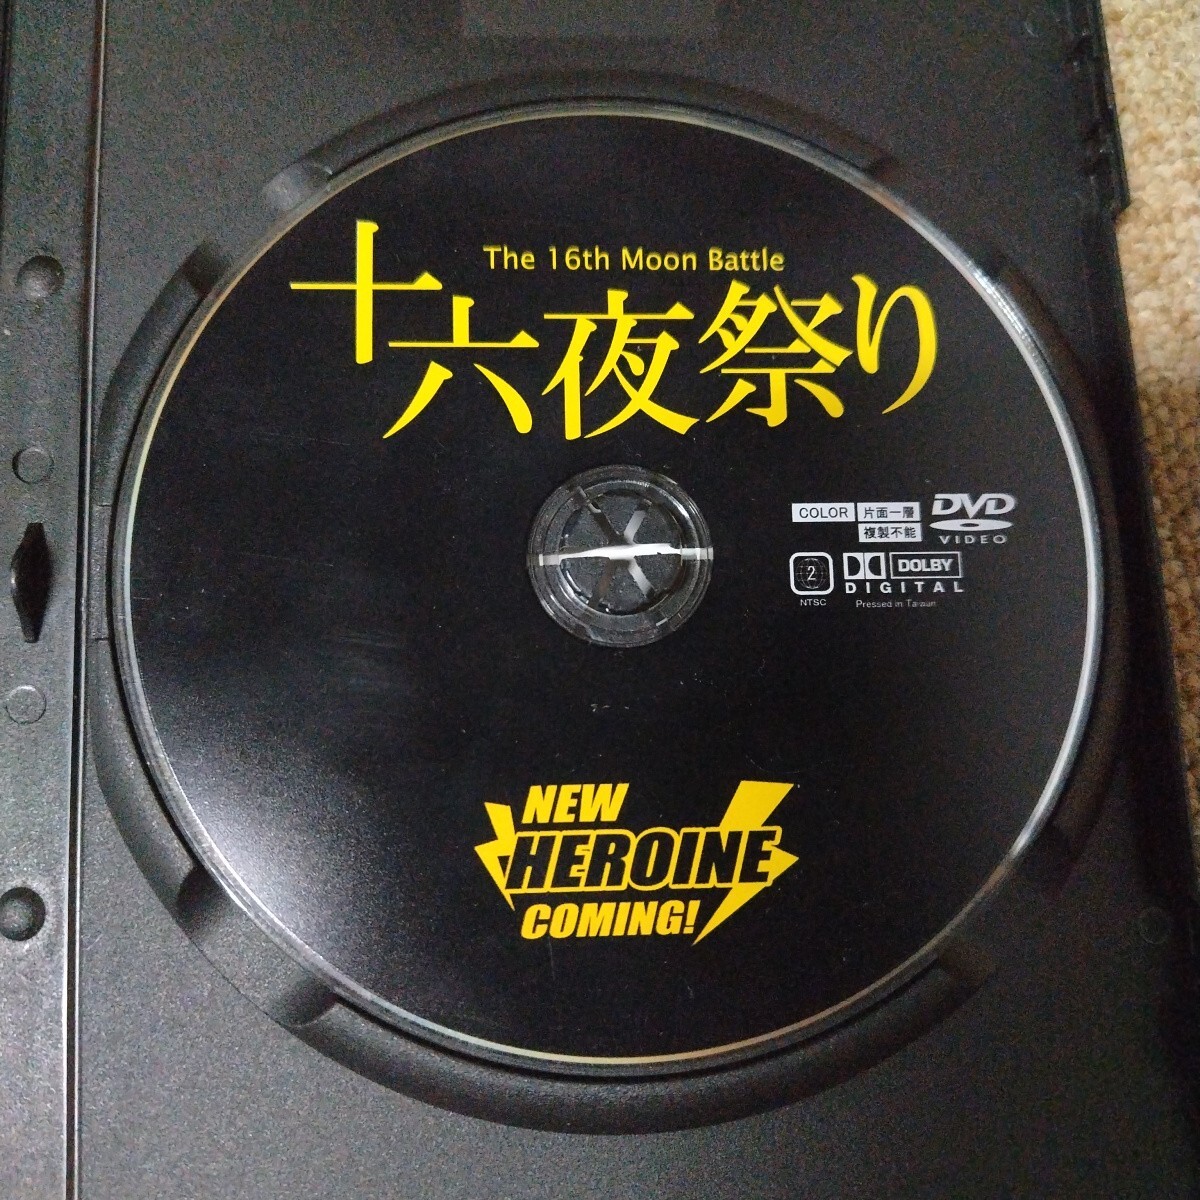 The 16th Moon Battle
十六夜祭り
COLOR 片面一層
複製不能
DVD
VIDEO
2
NTSC
DOLBY
DIGITAL
Pressed in Taiwan
NEW
HEROINE
COMING!